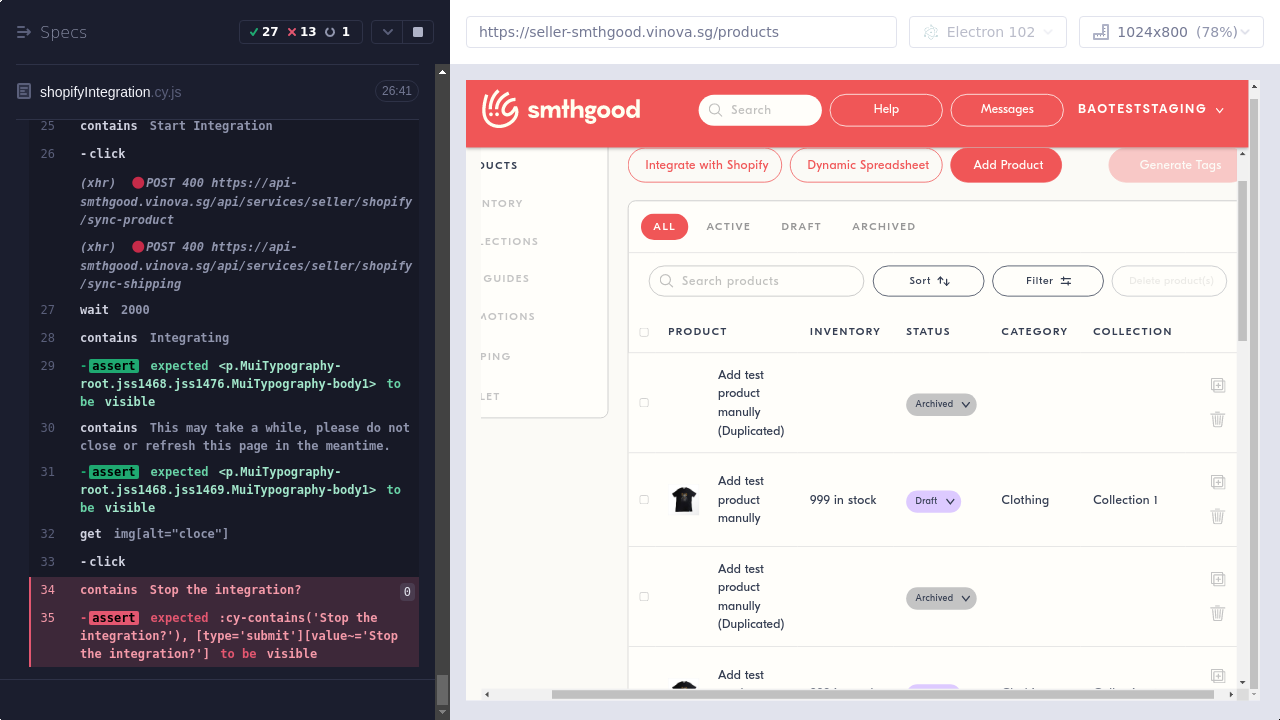 Specs
27 13 1
https://seller-smthgood.vinova.sg/products
Electron 102
1024x800 (78%)
shopifyIntegration.cy.js 26:41
25 contains Start Integration
26 -click
(xhr) POST 400 https://api-
smthgood.vinova.sg/api/services/seller/shopify
/sync-product
(xhr) POST 400 https://api-
smthgood.vinova.sg/api/services/seller/shopify
/sync-shipping
27 wait 2000
28 contains Integrating
29 -assert expected <p.MuiTypography-
root.jss1468.jss1476.MuiTypography-body1> to
be visible
30 contains This may take a while, please do not
close or refresh this page in the meantime.
31 -assert expected <p.MuiTypography-
root.jss1468.jss1469.MuiTypography-body1> to
be visible
32 get img[alt="cloce"]
33 -click
34 contains Stop the integration? 0
35 -assert expected :cy-contains('Stop the
integration?'), [type='submit'][value~='Stop
the integration?'] to be visible
smthgood
Search
Help
Messages
BAOTESTSTAGING
DUCTS
NTORY
LECTIONS
GUIDES
MOTIONS
PING
LET
Integrate with Shopify
Dynamic Spreadsheet
Add Product
Generate Tags
ALL ACTIVE DRAFT ARCHIVED
Search products
Sort
Filter
Delete product(s)
PRODUCT INVENTORY STATUS CATEGORY COLLECTION
Add test
product
manully
(Duplicated)
Archived
Add test
product
manully
999 in stock
Draft
Clothing
Collection 1
Add test
product
manully
(Duplicated)
Archived
Add test